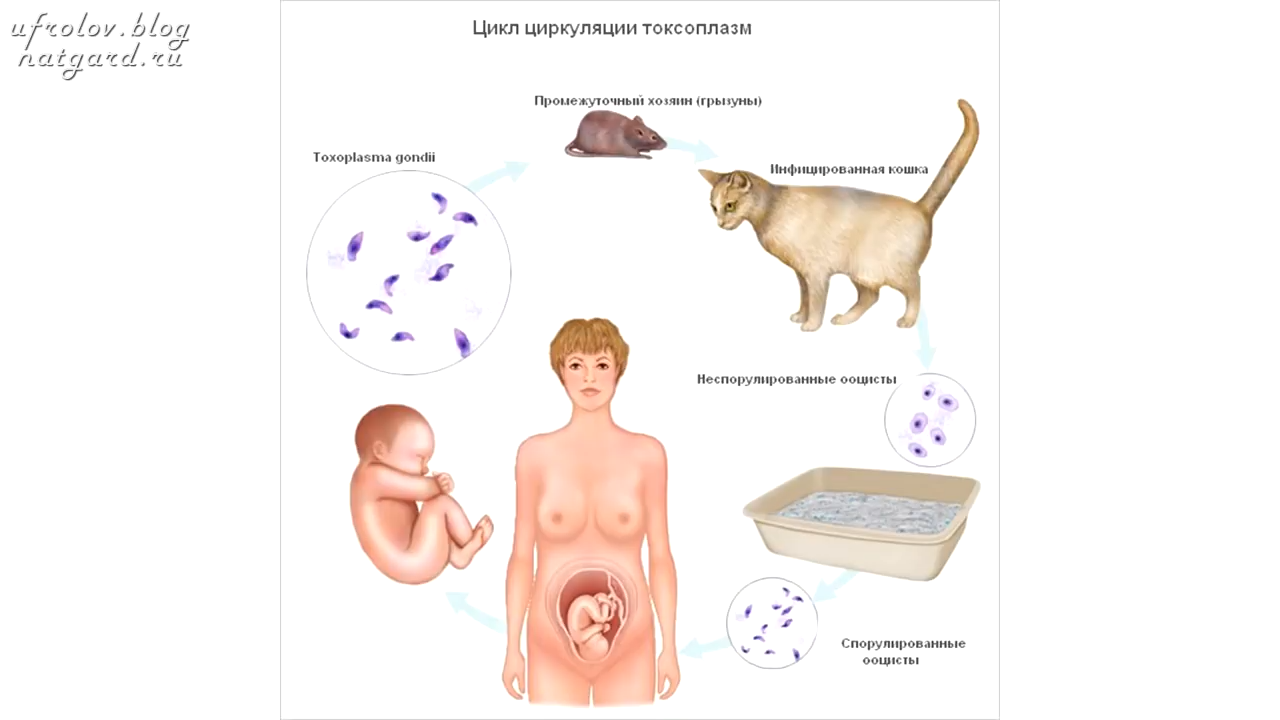 ufrolov.blog
natgard.ru
Цикл циркуляции токсоплазм
Промежуточный хозяин (грызуны)
Toxoplasma gondii
Инфицированная кошка
Неспорулированные ооцисты
Спорулированные
ооцисты